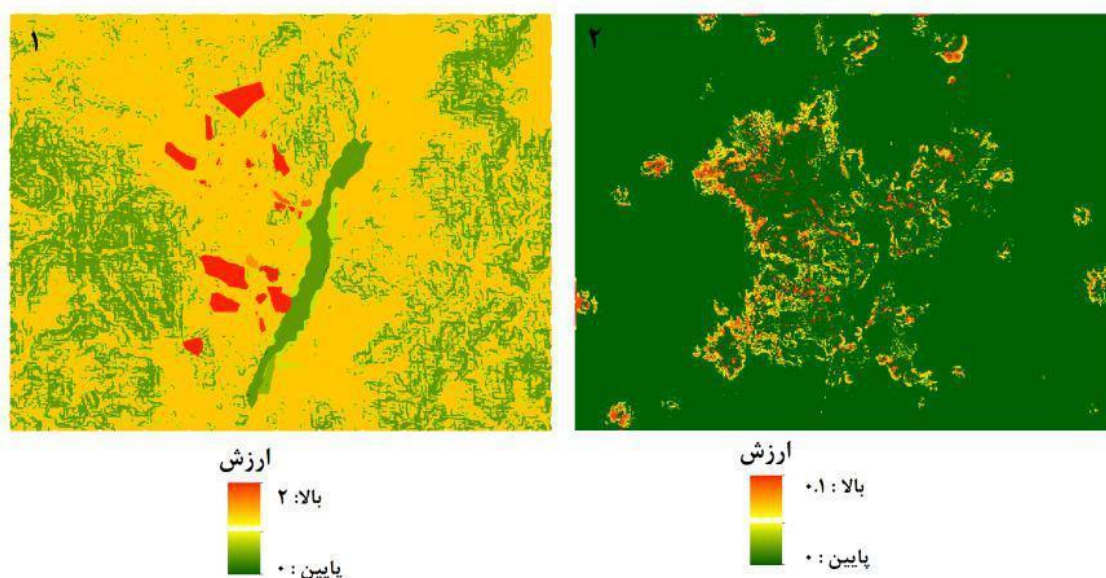 ۱
۲
ارزش
بالا: ۲
پایین : ۰
ارزش
بالا : ۰.۱
پایین : ۰